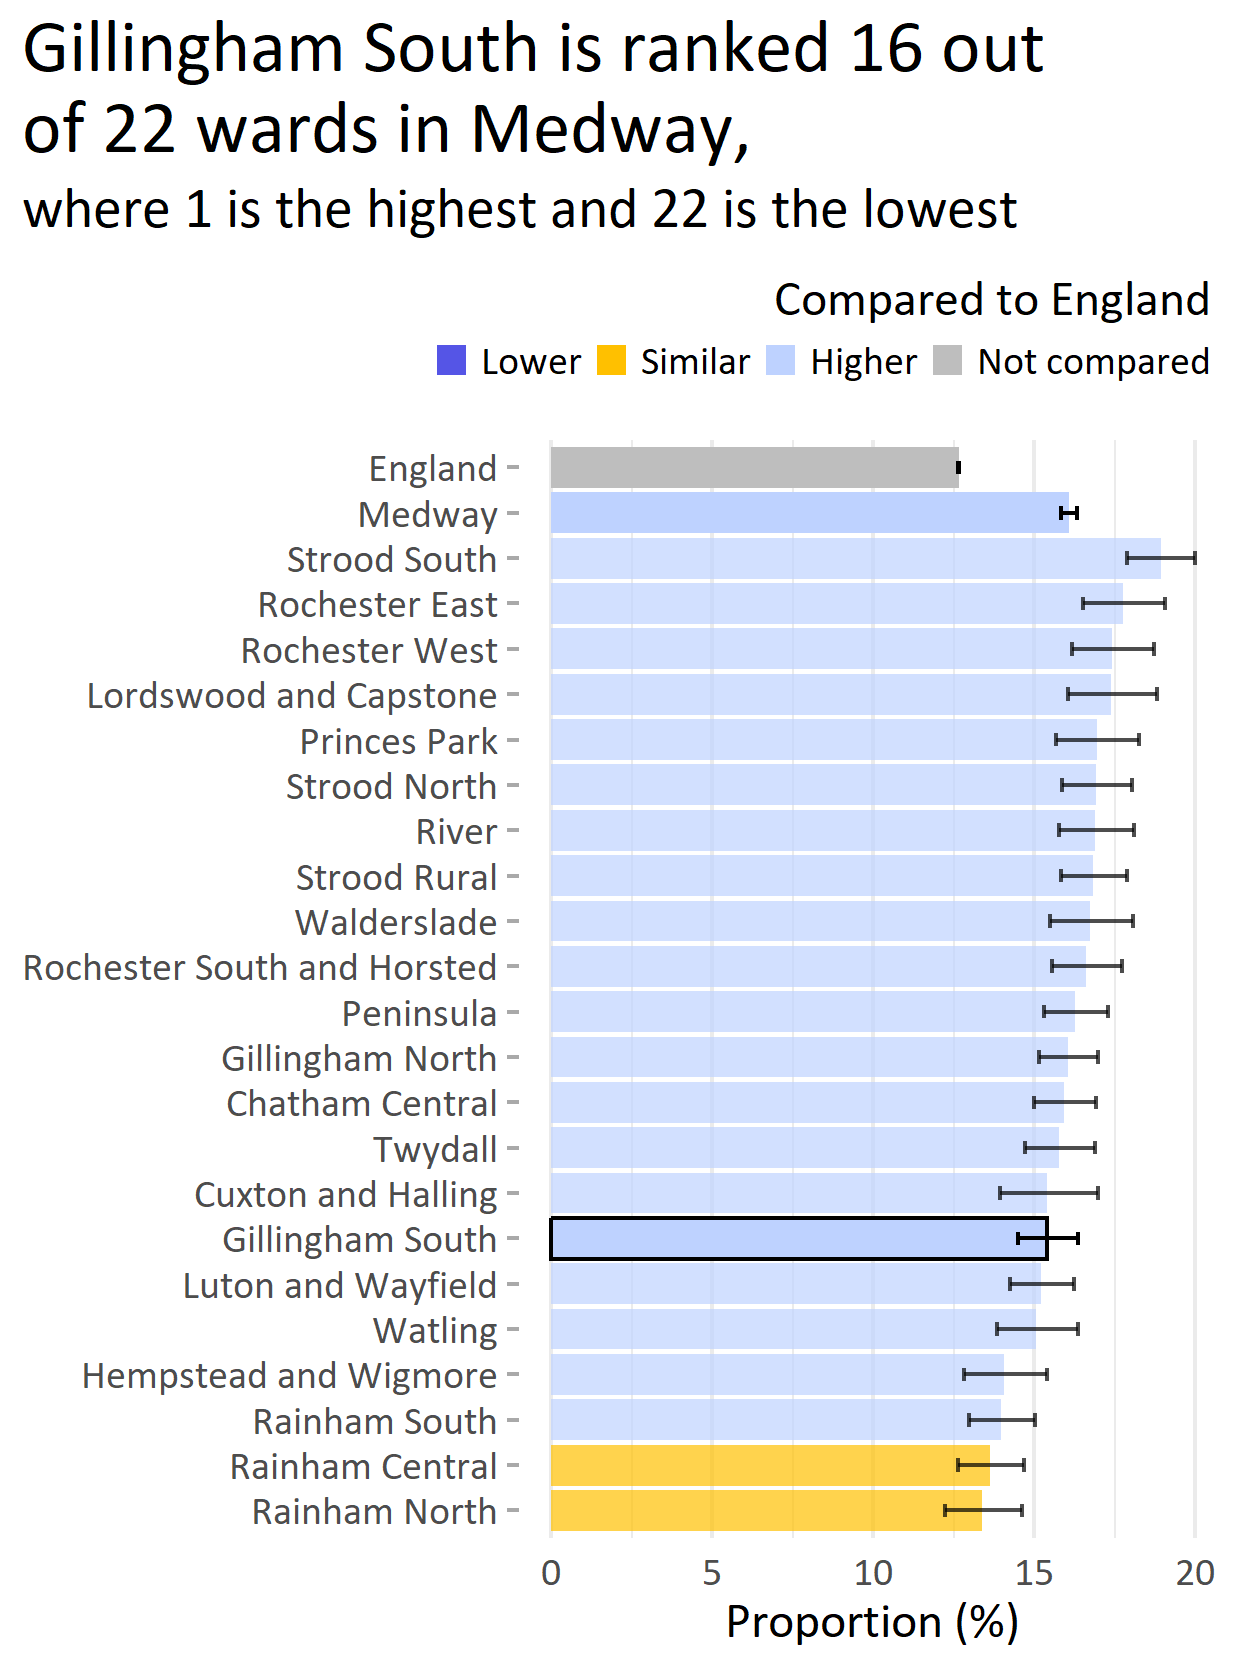 Gillingham South is ranked 16 out
of 22 wards in Medway,
where 1 is the highest and 22 is the lowest
Compared to England
Lower Similar Higher Not compared
England
Medway
Strood South
Rochester East
Rochester West
Lordswood and Capstone
Princes Park
Strood North
River
Strood Rural
Walderslade
Rochester South and Horsted
Peninsula
Gillingham North
Chatham Central
Twydall
Cuxton and Halling
Gillingham South
Luton and Wayfield
Watling
Hempstead and Wigmore
Rainham South
Rainham Central
Rainham North
0 5 10 15 20
Proportion (%)